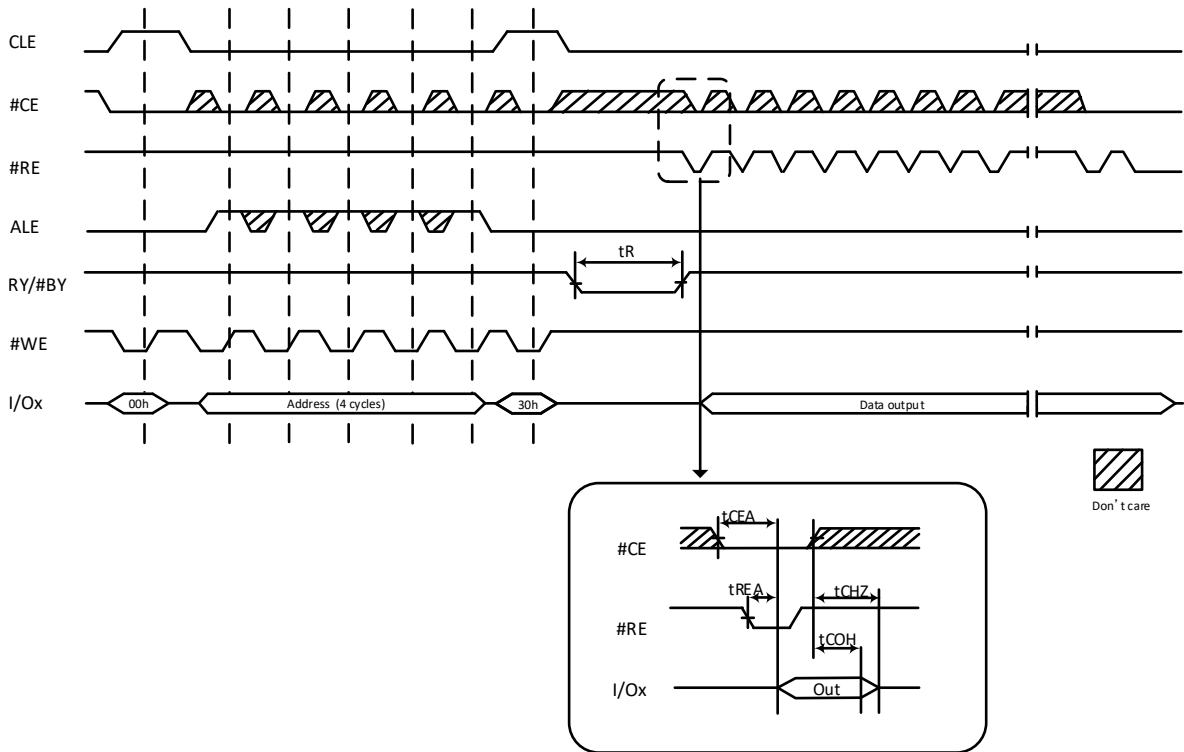 CLE
#CE
#RE
ALE
tR
RY/#BY
#WE
I/Ox
00h
Address (4 cycles)
30h
Data output
Don't care
tCEA
#CE
tREA
tCHZ
#RE
tCOH
I/Ox
Out